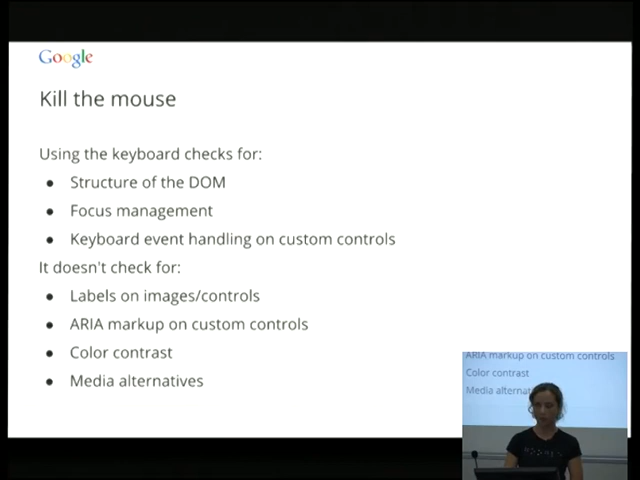 Google
Kill the mouse
Using the keyboard checks for:
● Structure of the DOM
● Focus management
● Keyboard event handling on custom controls
It doesn't check for:
● Labels on images/controls
● ARIA markup on custom controls
● Color contrast
● Media alternatives
ARIA markup on custom controls
Color contrast
Media alternat